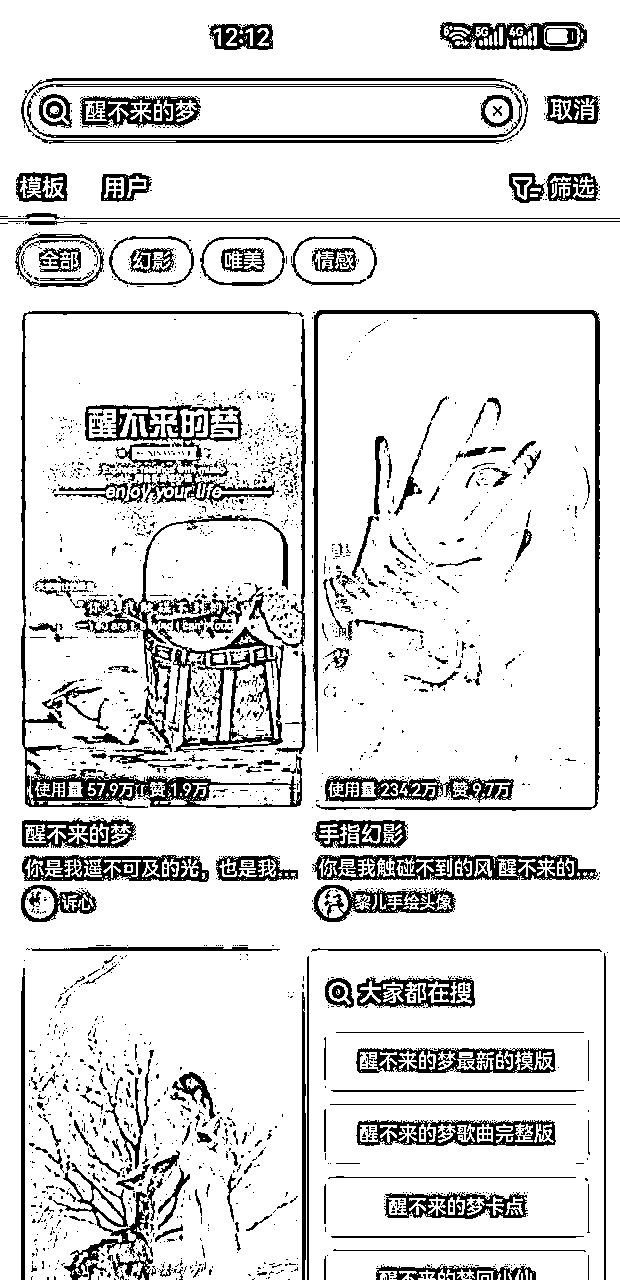 12:12
醒不来的梦
取消
模板
用户
筛选
全部
幻影
唯美
情感
醒不来的梦
enjoy your life
使用量 57.9万 | 赞 1.9万
使用量 234.2万 | 赞 9.7万
醒不来的梦
你是我遥不可及的光，也是我...
诉心
手指幻影
你是我触碰不到的风 醒不来的...
黎儿手绘头像
大家都在搜
醒不来的梦最新的模版
醒不来的梦歌曲完整版
醒不来的梦卡点